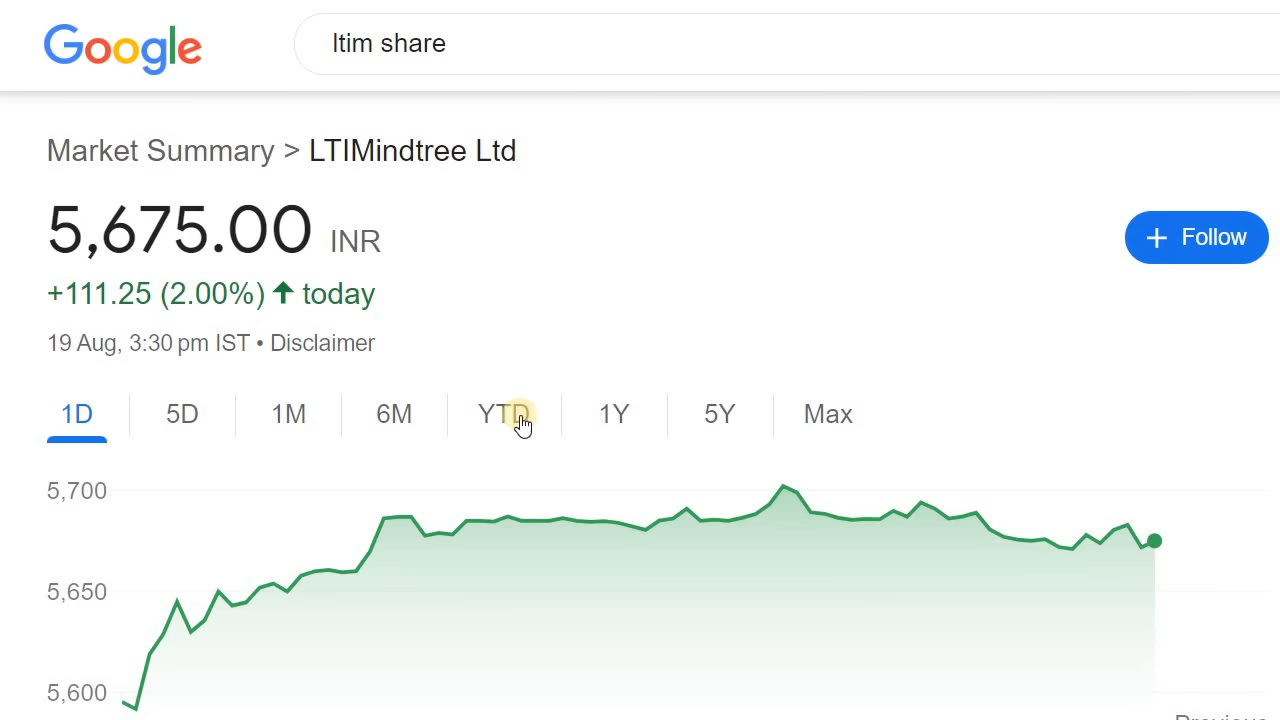 Google
ltim share
Market Summary > LTIMindtree Ltd
5,675.00 INR
+ Follow
+111.25 (2.00%) ↑ today
19 Aug, 3:30 pm IST • Disclaimer
1D 5D 1M 6M YTD 1Y 5Y Max
5,700
5,650
5,600
Previous